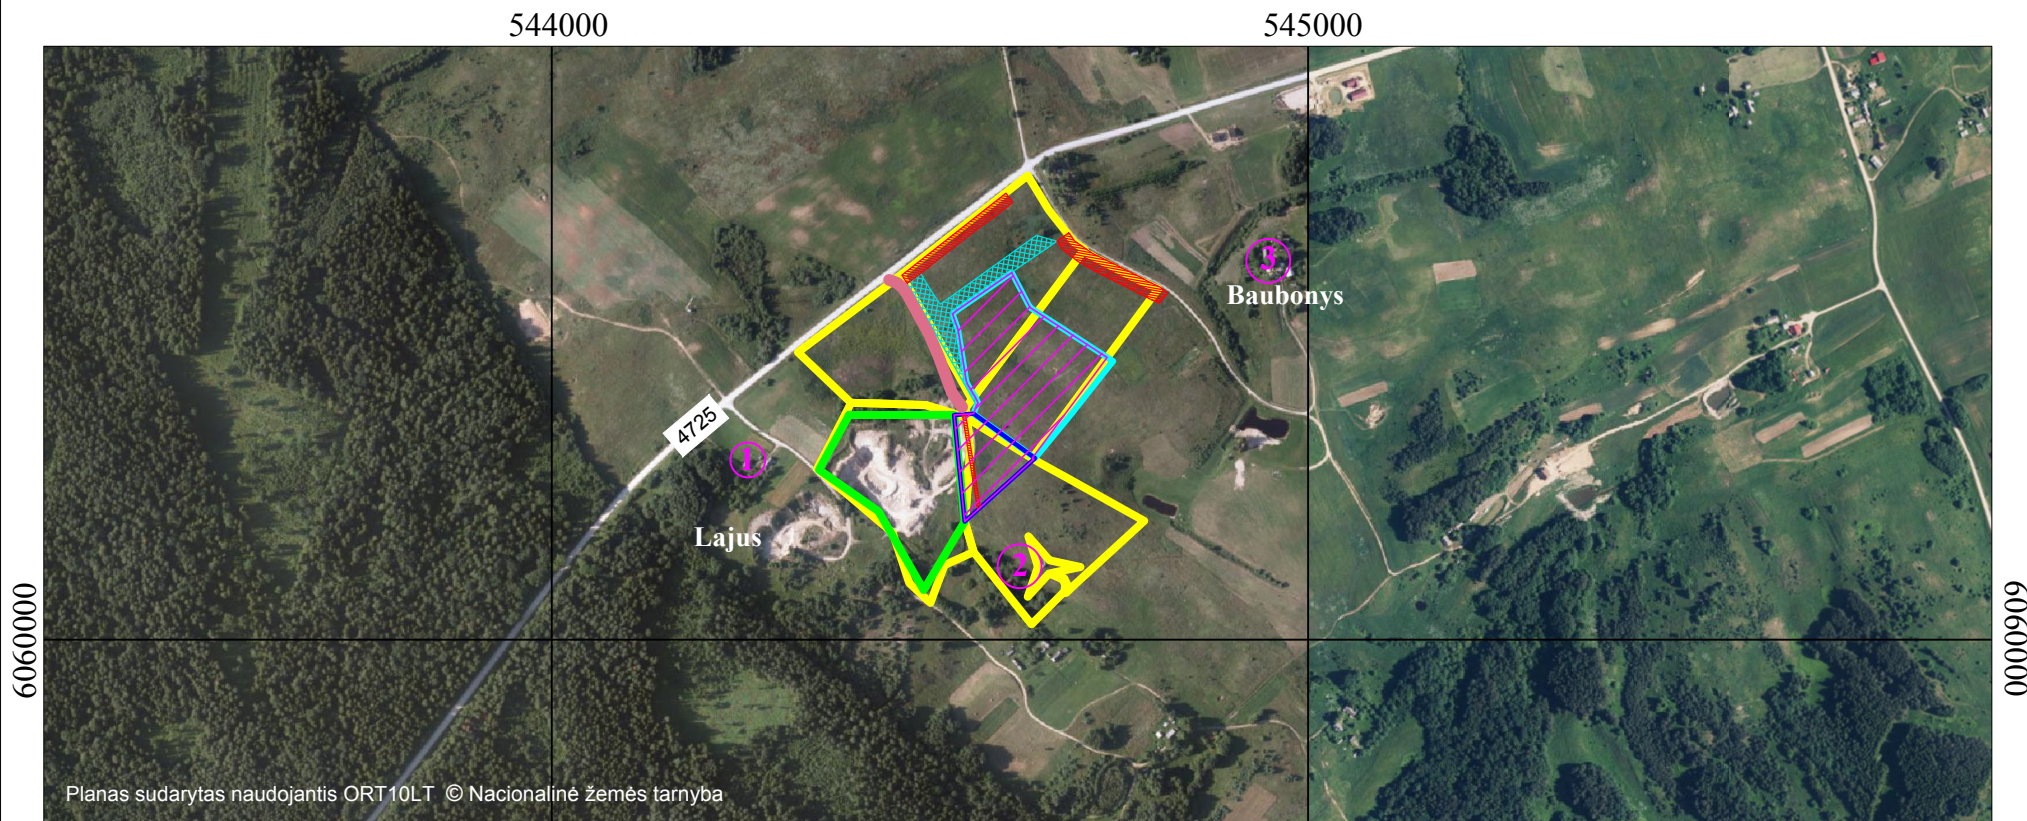 544000
545000
3
Baubonys
4725
1
Lajus
2
6060000
6060000
Planas sudarytas naudojantis ORT10LT © Nacionalinė žemės tarnyba